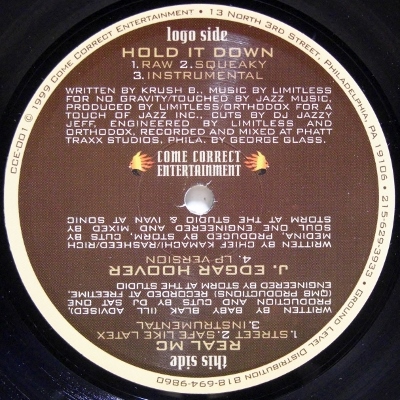 CCE-001 © 1999 COME CORRECT ENTERTAINMENT • 13 NORTH 3RD STREET, PHILADELPHIA, PA 19106 • 215-629-3933 • GROUND LEVEL DISTRIBUTION 818-694-9860
logo side
HOLD IT DOWN
1. RAW 2. SQUEAKY
3. INSTRUMENTAL
WRITTEN BY KRUSH B., MUSIC BY LIMITLESS
FOR NO GRAVITY/TOUCHED BY JAZZ MUSIC.
PRODUCED BY LIMITLESS/ORTHODOX FOR A
TOUCH OF JAZZ INC., CUTS BY DJ JAZZY
JEFF, ENGINEERED BY LIMITLESS AND
ORTHODOX, RECORDED AND MIXED AT PHATT
TRAXX STUDIOS, PHILA. BY GEORGE GLASS.
COME CORRECT
ENTERTAINMENT
this side
REAL MC
1. STREET 2. SAFE LIKE LATEX
3. INSTRUMENTAL
WRITTEN BY BABY BLAK (ILL ADVISED),
PRODUCTION AND CUTS BY DJ SAT ONE
(QMB PRODUCTIONS) RECORDED AT FREETIME,
ENGINEERED BY STORM AT THE STUDIO
J. EDGAR HOOVER
4. LP VERSION
WRITTEN BY CHIEF KAMACHI/RASHEED/RICH
MEDINA, PRODUCED BY STORM, CUTS BY
SOUL ONE ENGINEERED AND MIXED BY
STORM AT THE STUDIO & IVAN AT SONIC